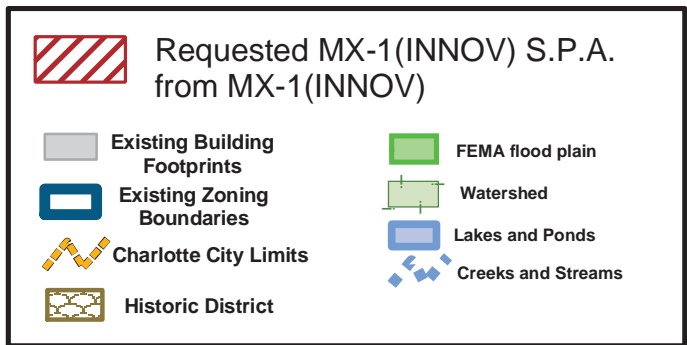 Requested MX-1(INNOV) S.P.A.
from MX-1(INNOV)
Existing Building
Footprints
Existing Zoning
Boundaries
Charlotte City Limits
Historic District
FEMA flood plain
Watershed
Lakes and Ponds
Creeks and Streams